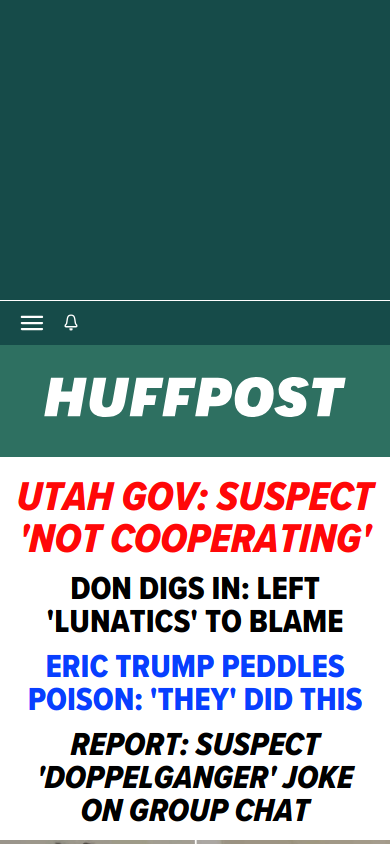 HUFFPOST
UTAH GOV: SUSPECT
'NOT COOPERATING'
DON DIGS IN: LEFT
'LUNATICS' TO BLAME
ERIC TRUMP PEDDLES
POISON: 'THEY' DID THIS
REPORT: SUSPECT
'DOPPELGANGER' JOKE
ON GROUP CHAT